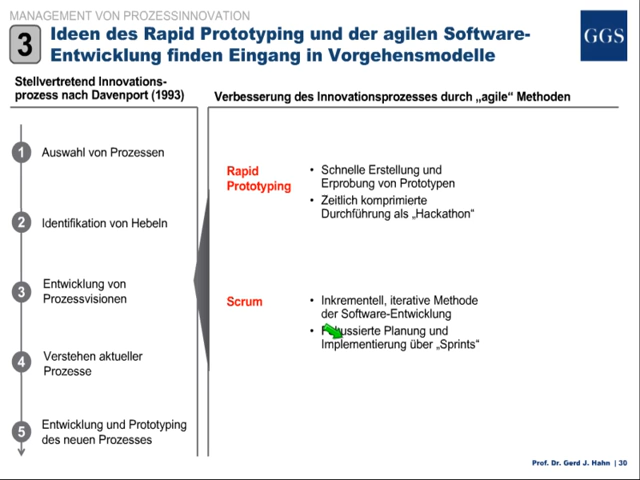 MANAGEMENT VON PROZESSINNOVATION
3
Ideen des Rapid Prototyping und der agilen Software-
Entwicklung finden Eingang in Vorgehensmodelle
GGS
Stellvertretend Innovations-
prozess nach Davenport (1993)
1
Auswahl von Prozessen
2
Identifikation von Hebeln
3
Entwicklung von
Prozessvisionen
4
Verstehen aktueller
Prozesse
5
Entwicklung und Prototyping
des neuen Prozesses
Verbesserung des Innovationsprozesses durch „agile“ Methoden
Rapid
Prototyping
• Schnelle Erstellung und
Erprobung von Prototypen
• Zeitlich komprimierte
Durchführung als „Hackathon“
Scrum
• Inkrementell, iterative Methode
der Software-Entwicklung
• Fokussierte Planung und
Implementierung über „Sprints“
Prof. Dr. Gerd J. Hahn | 30